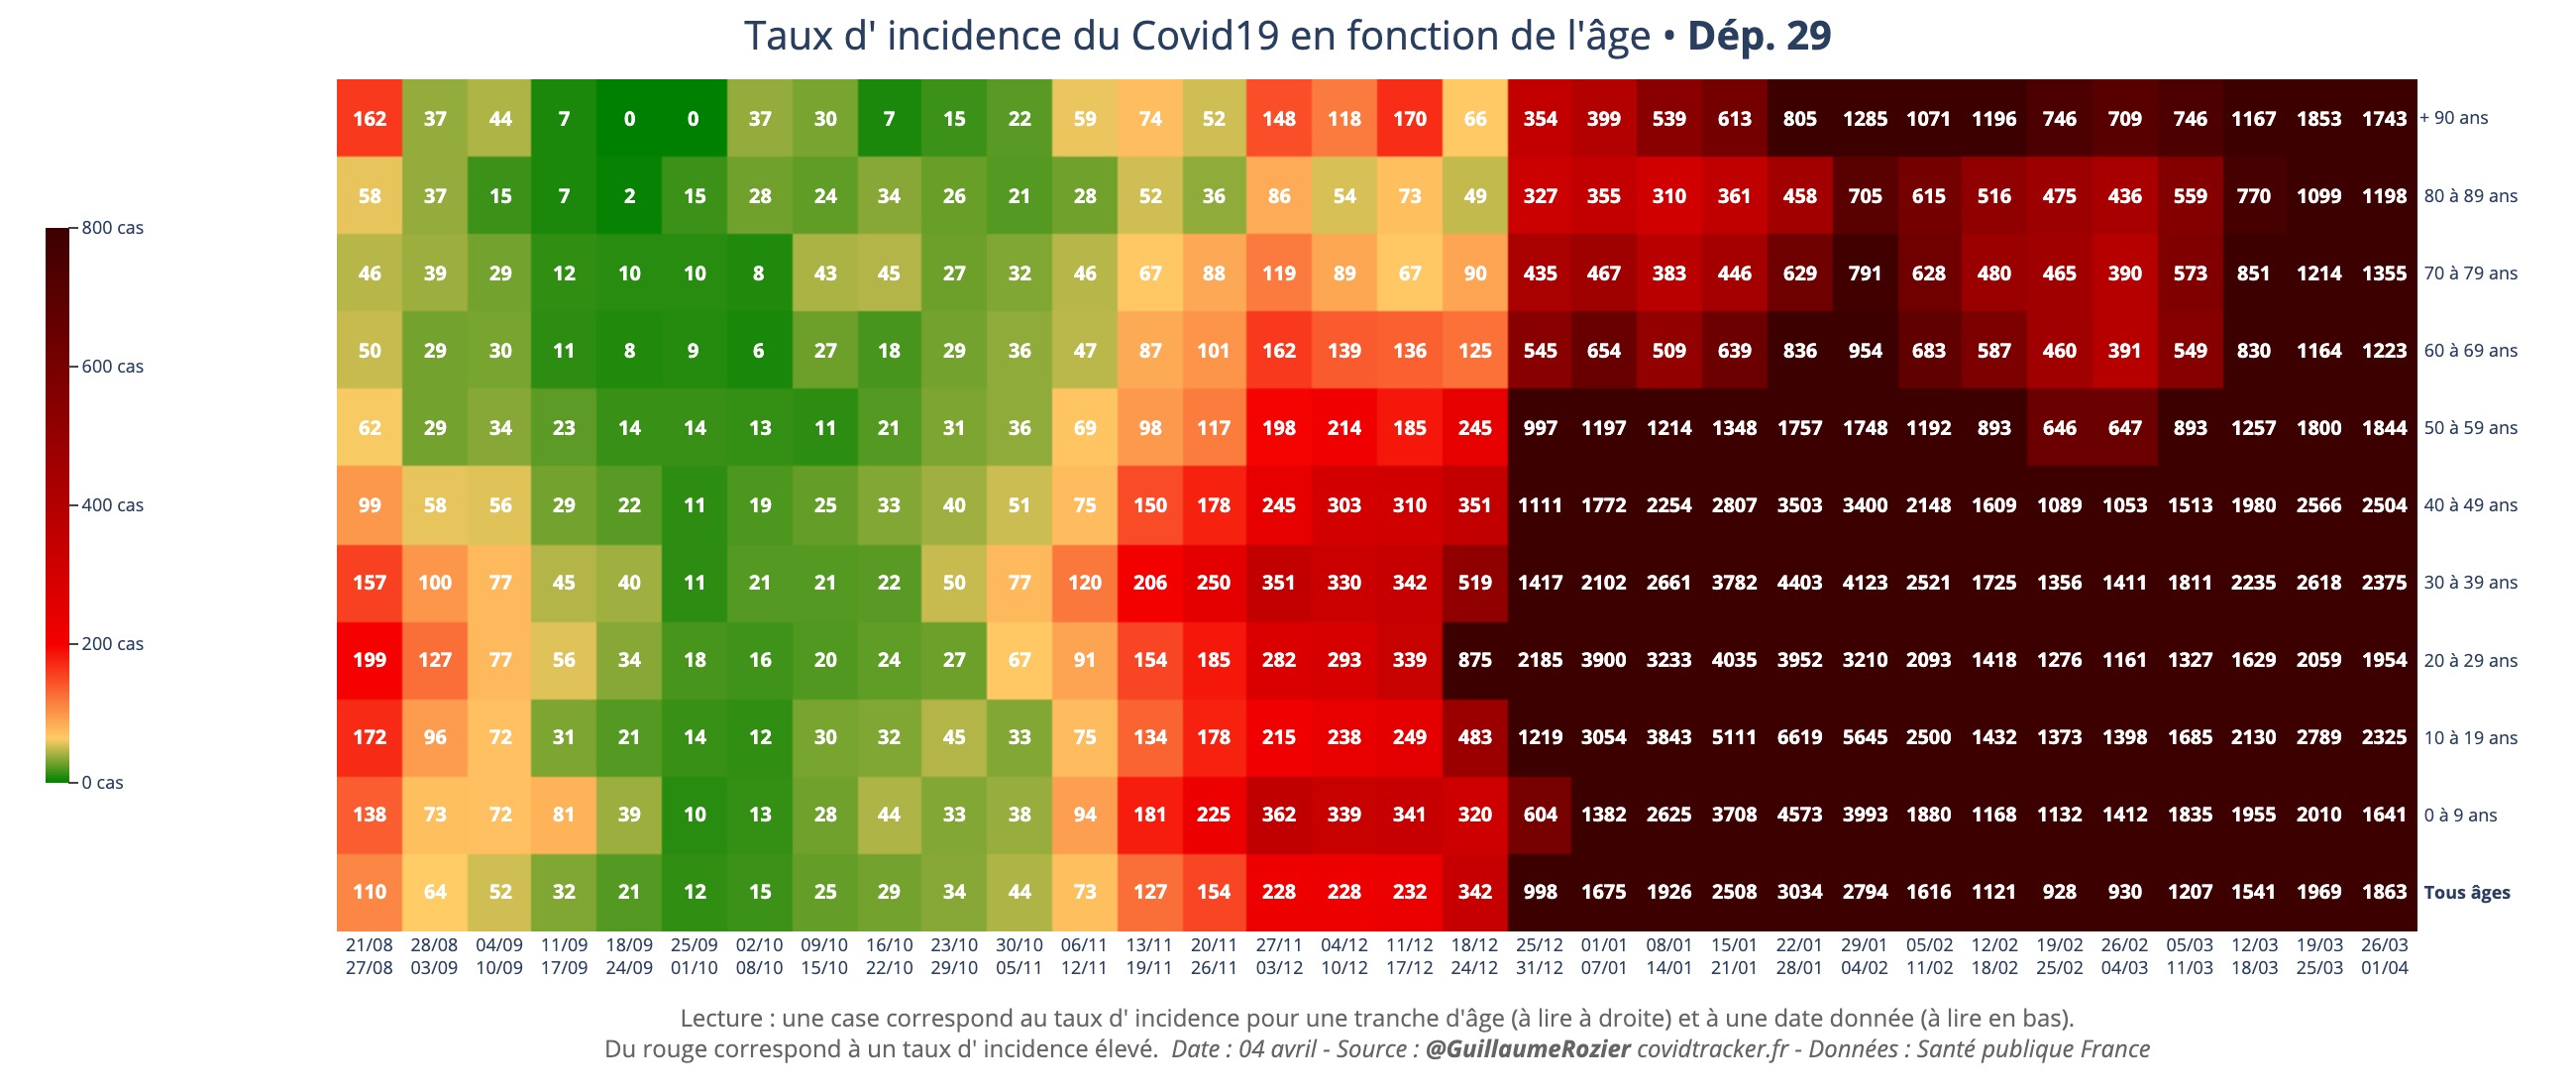 Taux d' incidence du Covid19 en fonction de l'âge • Dép. 29
800 cas
600 cas
400 cas
200 cas
0 cas
162 37 44 7 0 0 37 30 7 15 22 59 74 52 148 118 170 66 354 399 539 613 805 1285 1071 1196 746 709 746 1167 1853 1743 + 90 ans
58 37 15 7 2 15 28 24 34 26 21 28 52 36 86 54 73 49 327 355 310 361 458 705 615 516 475 436 559 770 1099 1198 80 à 89 ans
46 39 29 12 10 10 8 43 45 27 32 46 67 88 119 89 67 90 435 467 383 446 629 791 628 480 465 390 573 851 1214 1355 70 à 79 ans
50 29 30 11 8 9 6 27 18 29 36 47 87 101 162 139 136 125 545 654 509 639 836 954 683 587 460 391 549 830 1164 1223 60 à 69 ans
62 29 34 23 14 14 13 11 21 31 36 69 98 117 198 214 185 245 997 1197 1214 1348 1757 1748 1192 893 646 647 893 1257 1800 1844 50 à 59 ans
99 58 56 29 22 11 19 25 33 40 51 75 150 178 245 303 310 351 1111 1772 2254 2807 3503 3400 2148 1609 1089 1053 1513 1980 2566 2504 40 à 49 ans
157 100 77 45 40 11 21 21 22 50 77 120 206 250 351 330 342 519 1417 2102 2661 3782 4403 4123 2521 1725 1356 1411 1811 2235 2618 2375 30 à 39 ans
199 127 77 56 34 18 16 20 24 27 67 91 154 185 282 293 339 875 2185 3900 3233 4035 3952 3210 2093 1418 1276 1161 1327 1629 2059 1954 20 à 29 ans
172 96 72 31 21 14 12 30 32 45 33 75 134 178 215 238 249 483 1219 3054 3843 5111 6619 5645 2500 1432 1373 1398 1685 2130 2789 2325 10 à 19 ans
138 73 72 81 39 10 13 28 44 33 38 94 181 225 362 339 341 320 604 1382 2625 3708 4573 3993 1880 1168 1132 1412 1835 1955 2010 1641 0 à 9 ans
110 64 52 32 21 12 15 25 29 34 44 73 127 154 228 228 232 342 998 1675 1926 2508 3034 2794 1616 1121 928 930 1207 1541 1969 1863 Tous âges
21/08 28/08 04/09 11/09 18/09 25/09 02/10 09/10 16/10 23/10 30/10 06/11 13/11 20/11 27/11 04/12 11/12 18/12 25/12 01/01 08/01 15/01 22/01 29/01 05/02 12/02 19/02 26/02 05/03 12/03 19/03 26/03
27/08 03/09 10/09 17/09 24/09 01/10 08/10 15/10 22/10 29/10 05/11 12/11 19/11 26/11 03/12 10/12 17/12 24/12 31/12 07/01 14/01 21/01 28/01 04/02 11/02 18/02 25/02 04/03 11/03 18/03 25/03 01/04
Lecture : une case correspond au taux d' incidence pour une tranche d'âge (à lire à droite) et à une date donnée (à lire en bas).
Du rouge correspond à un taux d' incidence élevé. Date : 04 avril - Source : @GuillaumeRozier covidtracker.fr - Données : Santé publique France